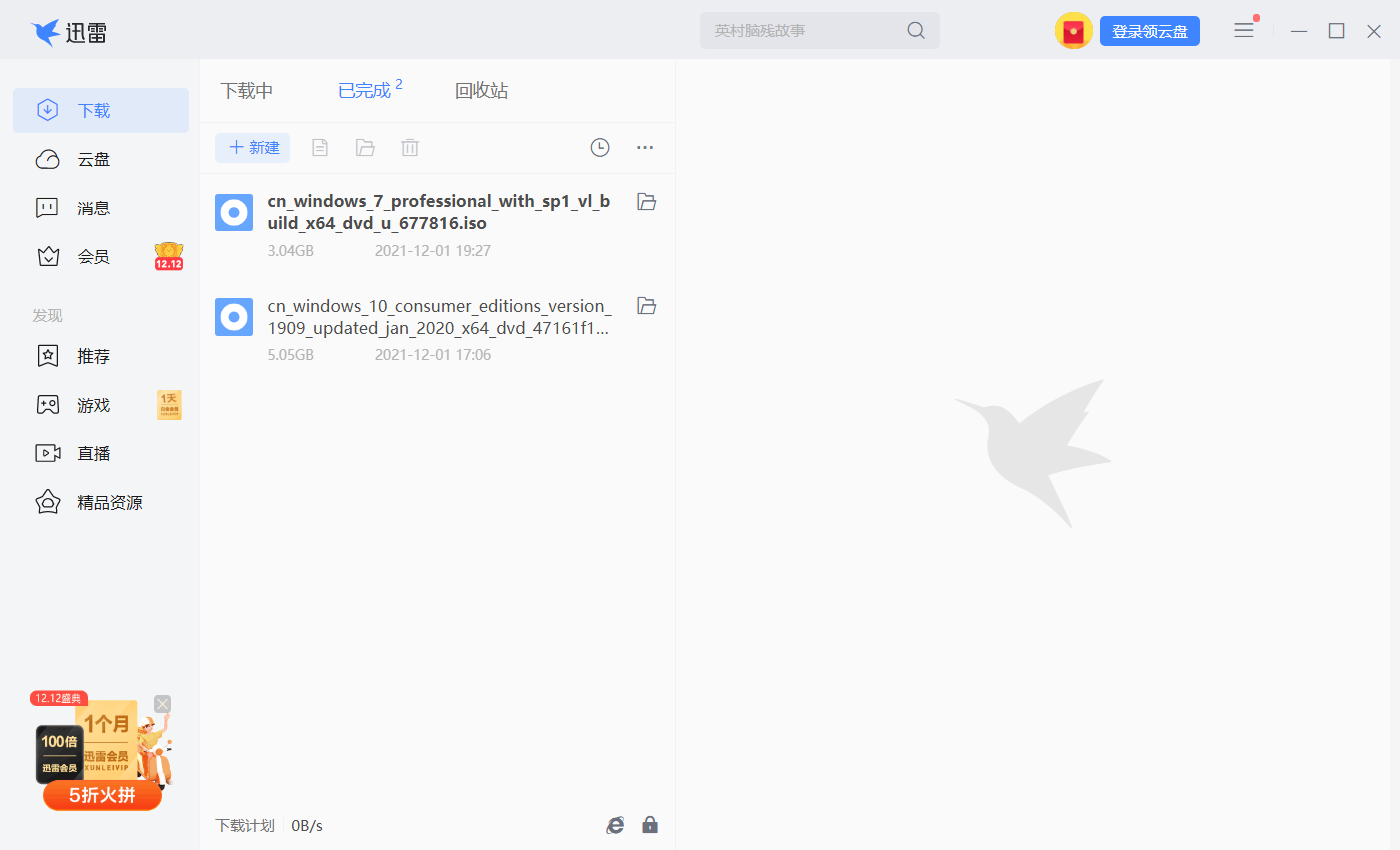 迅雷
英村脑残故事
登录领云盘
下载
云盘
消息
会员
12.12
发现
推荐
游戏
1天
直播
精品资源
12.12盛典
1个月
100倍
迅雷会员
迅雷会员
XUNLEIVIP
5折火拼
下载中
已完成 2
回收站
新建
cn_windows_7_professional_with_sp1_vl_b
uild_x64_dvd_u_677816.iso
3.04GB 2021-12-01 19:27
cn_windows_10_consumer_editions_version_
1909_updated_jan_2020_x64_dvd_47161f1...
5.05GB 2021-12-01 17:06
下载计划 0B/s